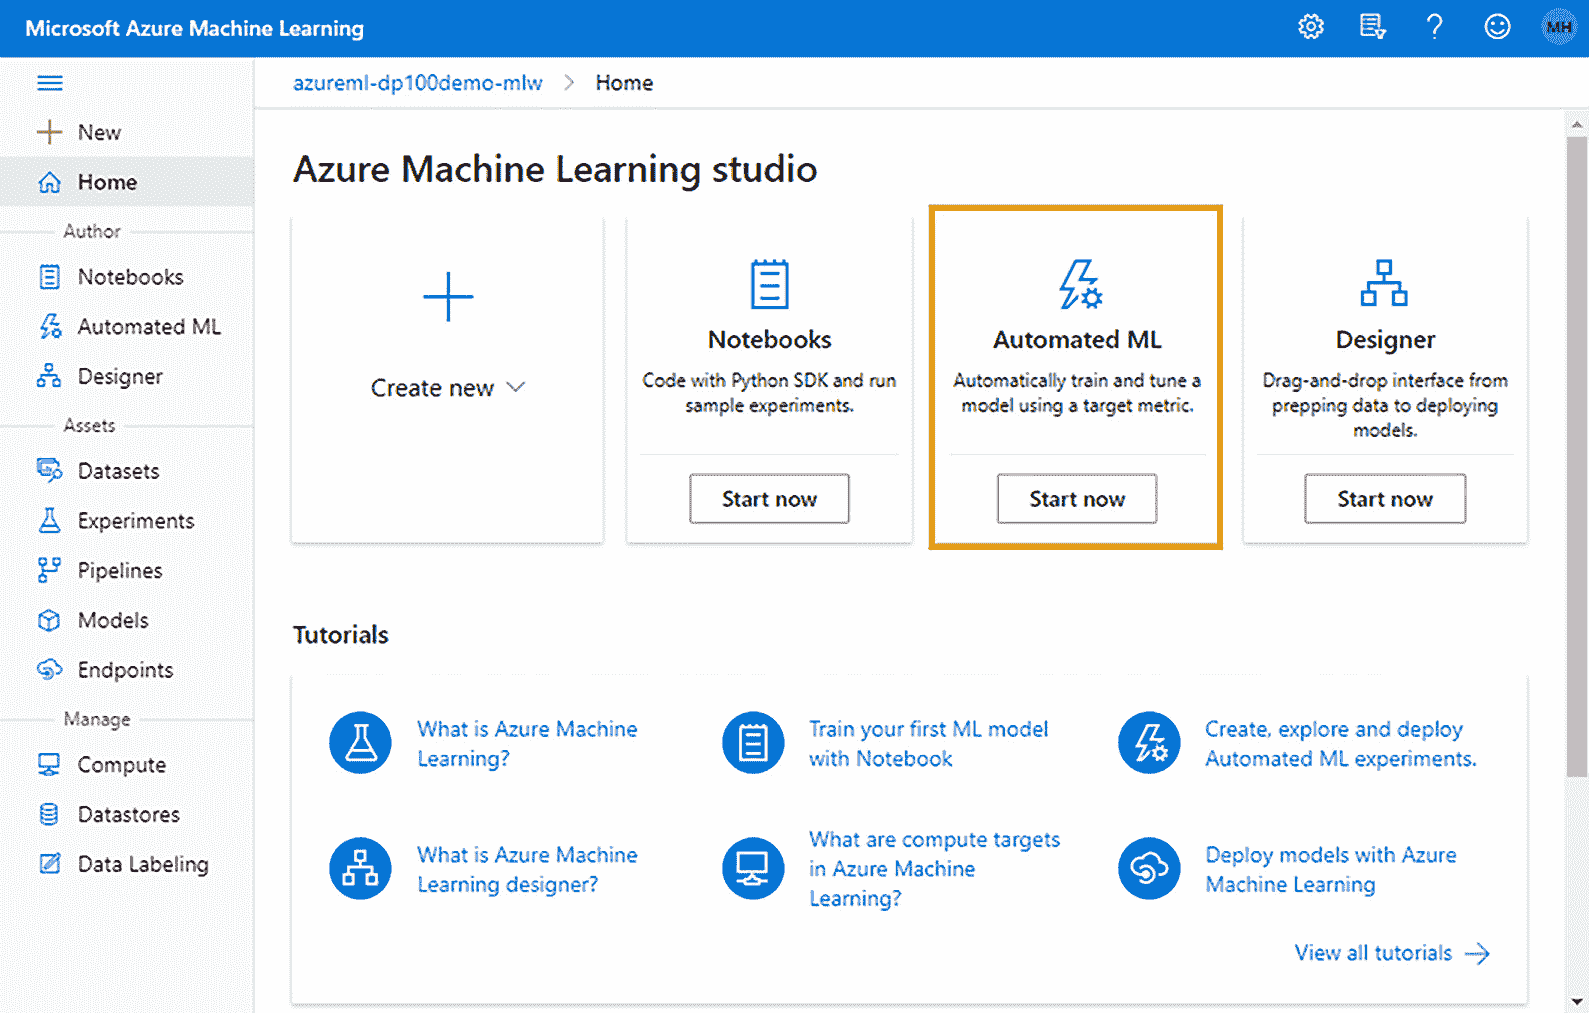 Microsoft Azure Machine Learning
MH
azureml-dp100demo-mlw > Home
New
Home
Author
Notebooks
Automated ML
Designer
Assets
Datasets
Experiments
Pipelines
Models
Endpoints
Manage
Compute
Datastores
Data Labeling
Azure Machine Learning studio
Create new
Notebooks
Code with Python SDK and run
sample experiments.
Start now
Automated ML
Automatically train and tune a
model using a target metric.
Start now
Designer
Drag-and-drop interface from
prepping data to deploying
models.
Start now
Tutorials
What is Azure Machine
Learning?
Train your first ML model
with Notebook
Create, explore and deploy
Automated ML experiments.
What is Azure Machine
Learning designer?
What are compute targets
in Azure Machine
Learning?
Deploy models with Azure
Machine Learning
View all tutorials